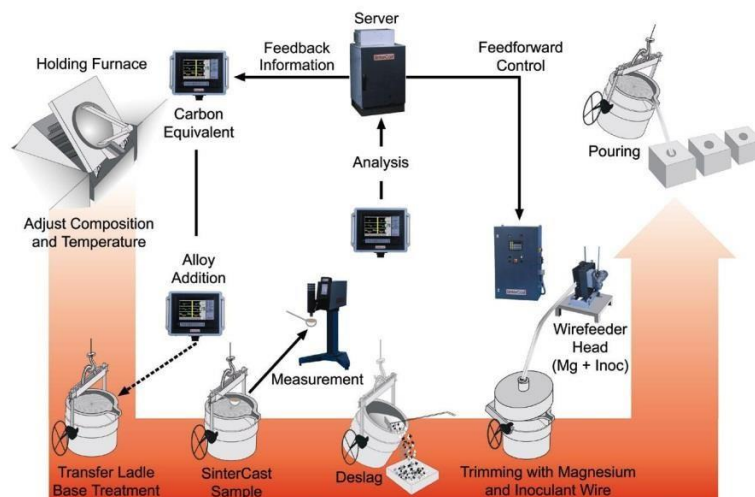 Server
Holding Furnace
Feedback
Information
Feedforward
Control
Carbon
Equivalent
Pouring
Analysis
Adjust Composition
and Temperature
Alloy
Addition
Wirefeeder
Head
(Mg + Inoc)
Measurement
Transfer Ladle
Base Treatment
SinterCast
Sample
Deslag
Trimming with Magnesium
and Inoculant Wire